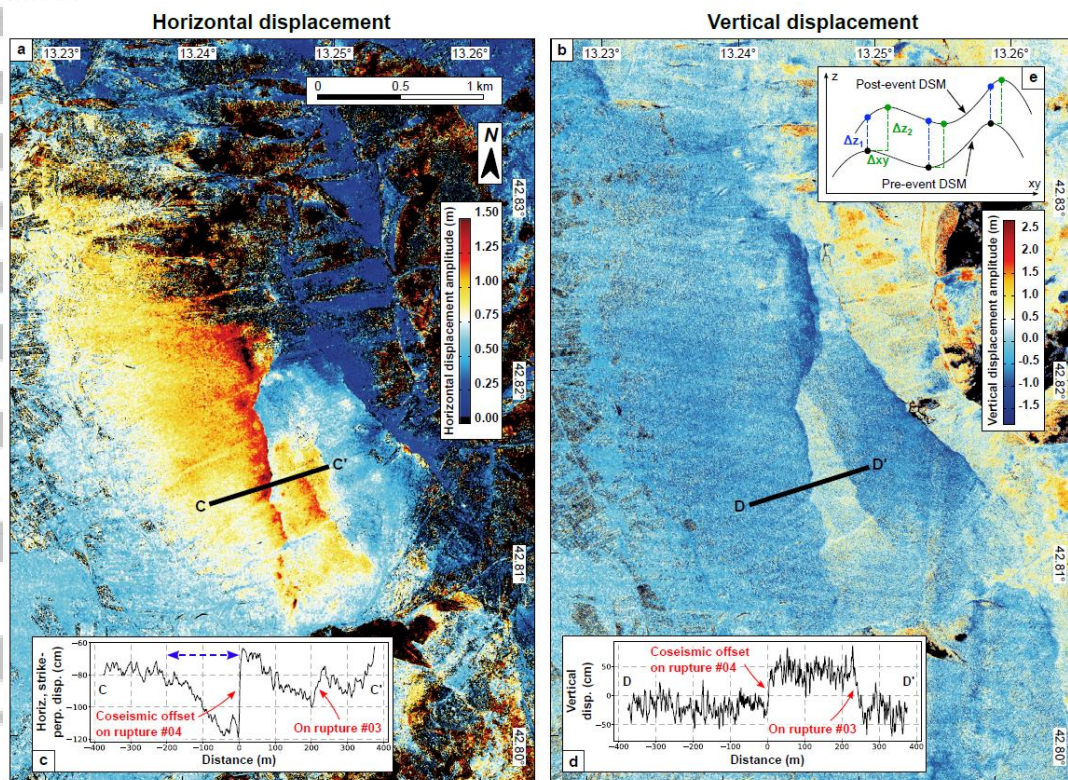 Horizontal displacement
Vertical displacement
a
13.23°
13.24°
13.25°
13.26°
0 0.5 1 km
N
42.83°
42.82°
42.81°
42.80°
Horizontal displacement amplitude (m)
1.50
1.25
1.00
0.75
0.50
0.25
0.00
C
C'
c
Horiz., strike-
perp. disp. (cm)
−60
−80
−100
−120
C
C'
Coseismic offset
on rupture #04
On rupture #03
−400 −300 −200 −100 0 100 200 300 400
Distance (m)
b
13.23°
13.24°
13.25°
13.26°
e
z
Post-event DSM
Δz₁
Δz₂
Δxy
Pre-event DSM
xy
42.83°
42.82°
42.81°
42.80°
Vertical displacement amplitude (m)
2.5
2.0
1.5
1.0
0.5
0.0
-0.5
-1.0
-1.5
D
D'
d
Vertical
disp. (cm)
50
0
−50
D
D'
Coseismic offset
on rupture #04
On rupture #03
−400 −300 −200 −100 0 100 200 300 400
Distance (m)